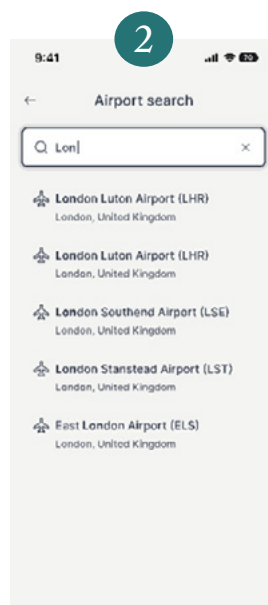 2
9:41
70
Airport search
Lon
London Luton Airport (LHR)
London, United Kingdom
London Luton Airport (LHR)
London, United Kingdom
London Southend Airport (LSE)
London, United Kingdom
London Stanstead Airport (LST)
London, United Kingdom
East London Airport (ELS)
London, United Kingdom